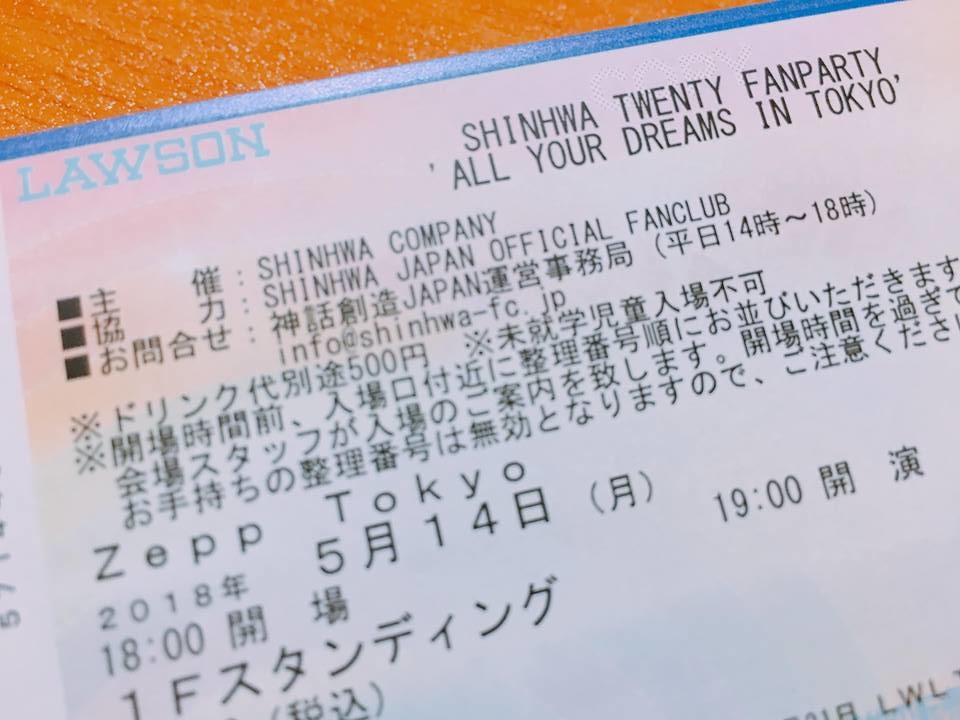 LAWSON
SHINHWA TWENTY FANPARTY
' ALL YOUR DREAMS IN TOKYO'
■主　催：SHINHWA COMPANY
■協　力：SHINHWA JAPAN OFFICIAL FANCLUB
■お問合せ：神話創造JAPAN運営事務局 (平日14時～18時)
info@shinhwa-fc.jp
※ドリンク代別途500円　※未就学児童入場不可
※開場時間前、入場口付近に整理番号順にお並びいただきます
会場スタッフが入場のご案内を致します。開場時間を過ぎて
お手持ちの整理番号は無効となりますので、ご注意くださ
Zepp Tokyo
2018年 5月14日 (月) 19:00 開 演
18:00 開 場
1Fスタンディング
(税込)